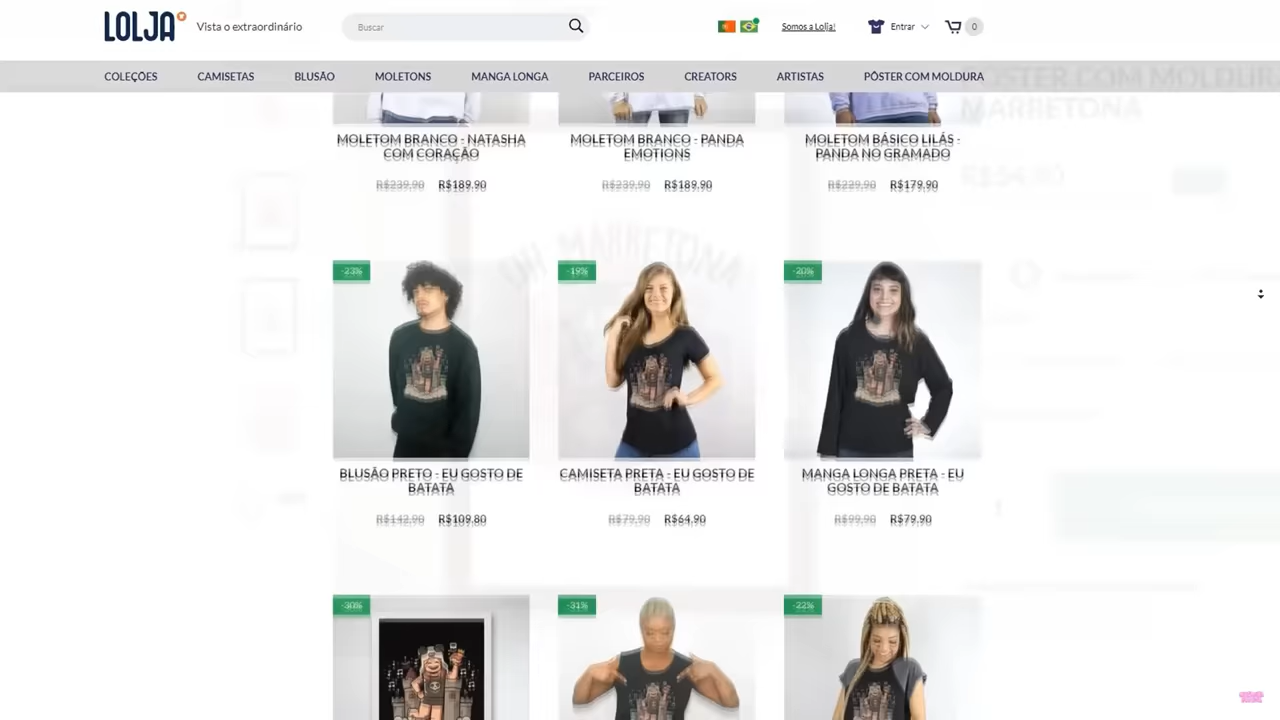 LOLJA
Vista o extraordinário
Buscar
Somos a Lolja!
Entrar
0
COLEÇÕES
CAMISETAS
BLUSÃO
MOLETONS
MANGA LONGA
PARCEIROS
CREATORS
ARTISTAS
PÔSTER COM MOLDURA
PÔSTER COM MOLDURA
MARIETONA
R$54,90
MOLETOM BRANCO - NATASHA
COM CORAÇÃO
R$239,90 R$189,90
MOLETOM BRANCO - PANDA
EMOTIONS
R$239,90 R$189,90
MOLETOM BÁSICO LILÁS -
PANDA NO GRAMADO
R$229,90 R$179,90
-23%
BLUSÃO PRETO - EU GOSTO DE
BATATA
R$142,90 R$109,80
-19%
CAMISETA PRETA - EU GOSTO DE
BATATA
R$79,90 R$64,90
-20%
MANGA LONGA PRETA - EU
GOSTO DE BATATA
R$99,90 R$79,90
-30%
-31%
-22%